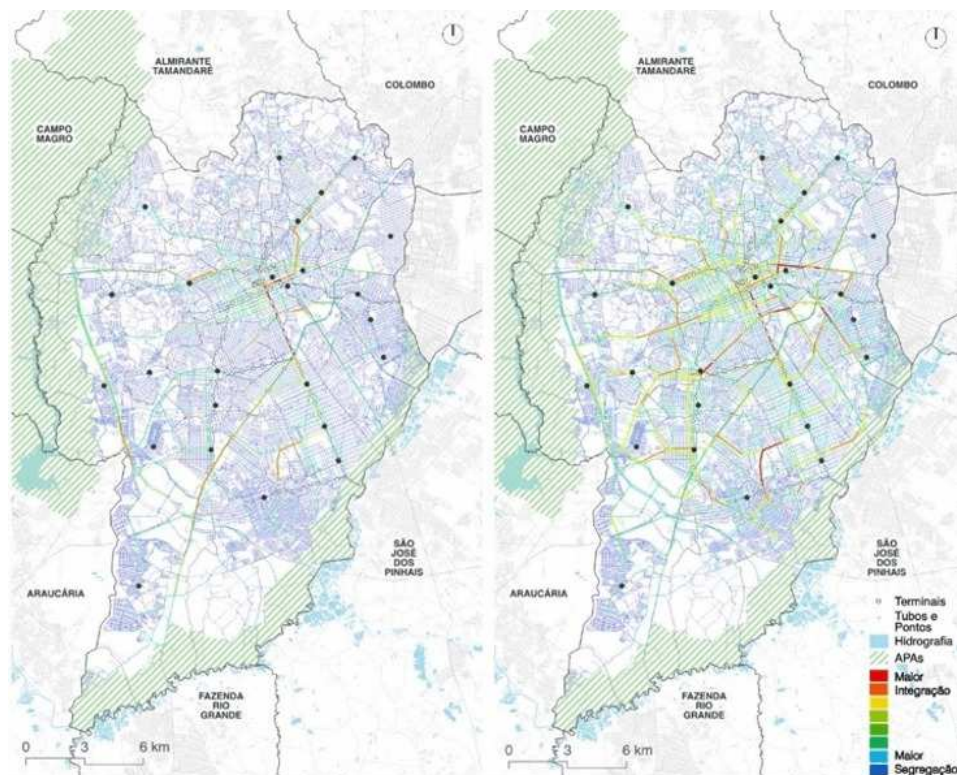 ALMIRANTE
TAMANDARÉ
COLOMBO
CAMPO
MAGRO
ARAUCÁRIA
SÃO
JOSÉ
DOS
PINHAIS
FAZENDA
RIO
GRANDE
0 3 6 km
ALMIRANTE
TAMANDARÉ
COLOMBO
CAMPO
MAGRO
ARAUCÁRIA
SÃO
JOSÉ
DOS
PINHAIS
FAZENDA
RIO
GRANDE
0 3 6 km
Terminais
Tubos e
Pontos
Hidrografia
APAs
Maior
Integração
Maior
Segregação